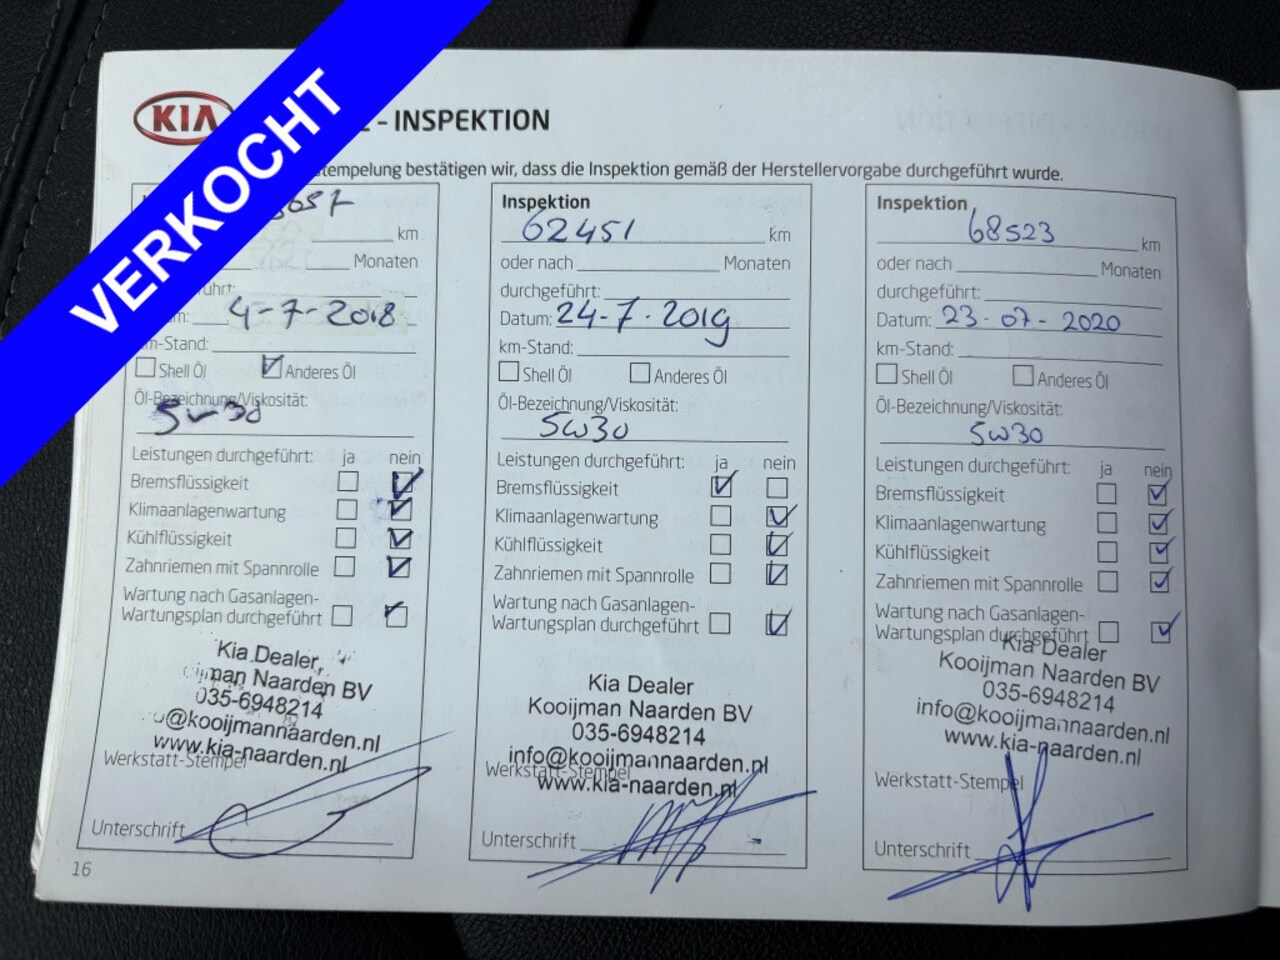 VERKOCHT
KIA
- INSPEKTION
stempelung bestätigen wir, dass die Inspektion gemäß der Herstellervorgabe durchgeführt wurde.
km
Monaten
4-7-2018
km-Stand:
Shell Öl Anderes Öl
Öl-Bezeichnung/Viskosität:
5w30
Leistungen durchgeführt: ja nein
Bremsflüssigkeit
Klimaanlagenwartung
Kühlflüssigkeit
Zahnriemen mit Spannrolle
Wartung nach Gasanlagen-
Wartungsplan durchgeführt
Kia Dealer
man Naarden BV
035-6948214
o@kooijmannaarden.nl
www.kia-naarden.nl
Werkstatt-Stempel
Unterschrift
16
Inspektion
62451 km
oder nach Monaten
durchgeführt:
Datum: 24-7-2019
km-Stand:
Shell Öl Anderes Öl
Öl-Bezeichnung/Viskosität:
5w30
Leistungen durchgeführt: ja nein
Bremsflüssigkeit
Klimaanlagenwartung
Kühlflüssigkeit
Zahnriemen mit Spannrolle
Wartung nach Gasanlagen-
Wartungsplan durchgeführt
Kia Dealer
Kooijman Naarden BV
035-6948214
info@kooijmannaarden.nl
Werkstatt-Stempel
www.kia-naarden.nl
Unterschrift
Inspektion
68523 km
oder nach Monaten
durchgeführt:
Datum: 23-07-2020
km-Stand:
Shell Öl Anderes Öl
Öl-Bezeichnung/Viskosität:
5w30
Leistungen durchgeführt: ja nein
Bremsflüssigkeit
Klimaanlagenwartung
Kühlflüssigkeit
Zahnriemen mit Spannrolle
Wartung nach Gasanlagen-
Wartungsplan durchgeführt
Kia Dealer
Kooijman Naarden BV
035-6948214
info@kooijmannaarden.nl
www.kia-naarden.nl
Werkstatt-Stempel
Unterschrift